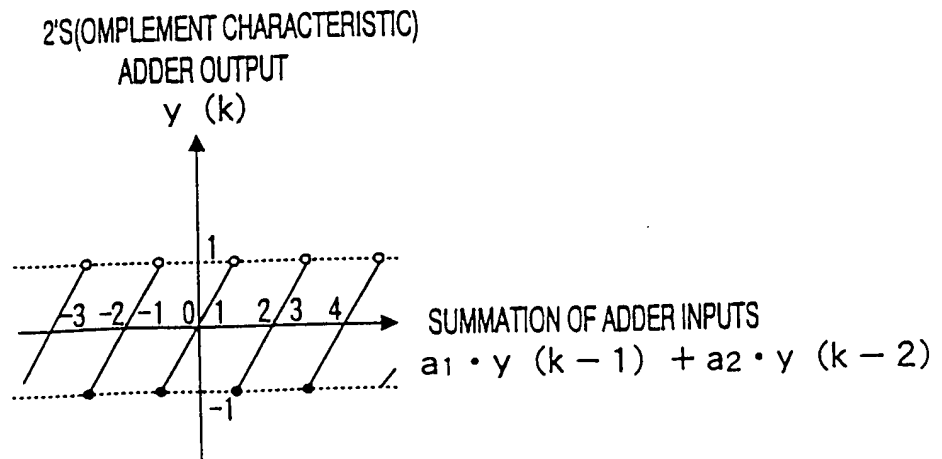 2'S(OMPLEMENT CHARACTERISTIC)
ADDER OUTPUT
y (k)
1
-3 -2 -1 0 1 2 3 4
SUMMATION OF ADDER INPUTS
a1・y (k-1) +a2・y (k-2)
-1